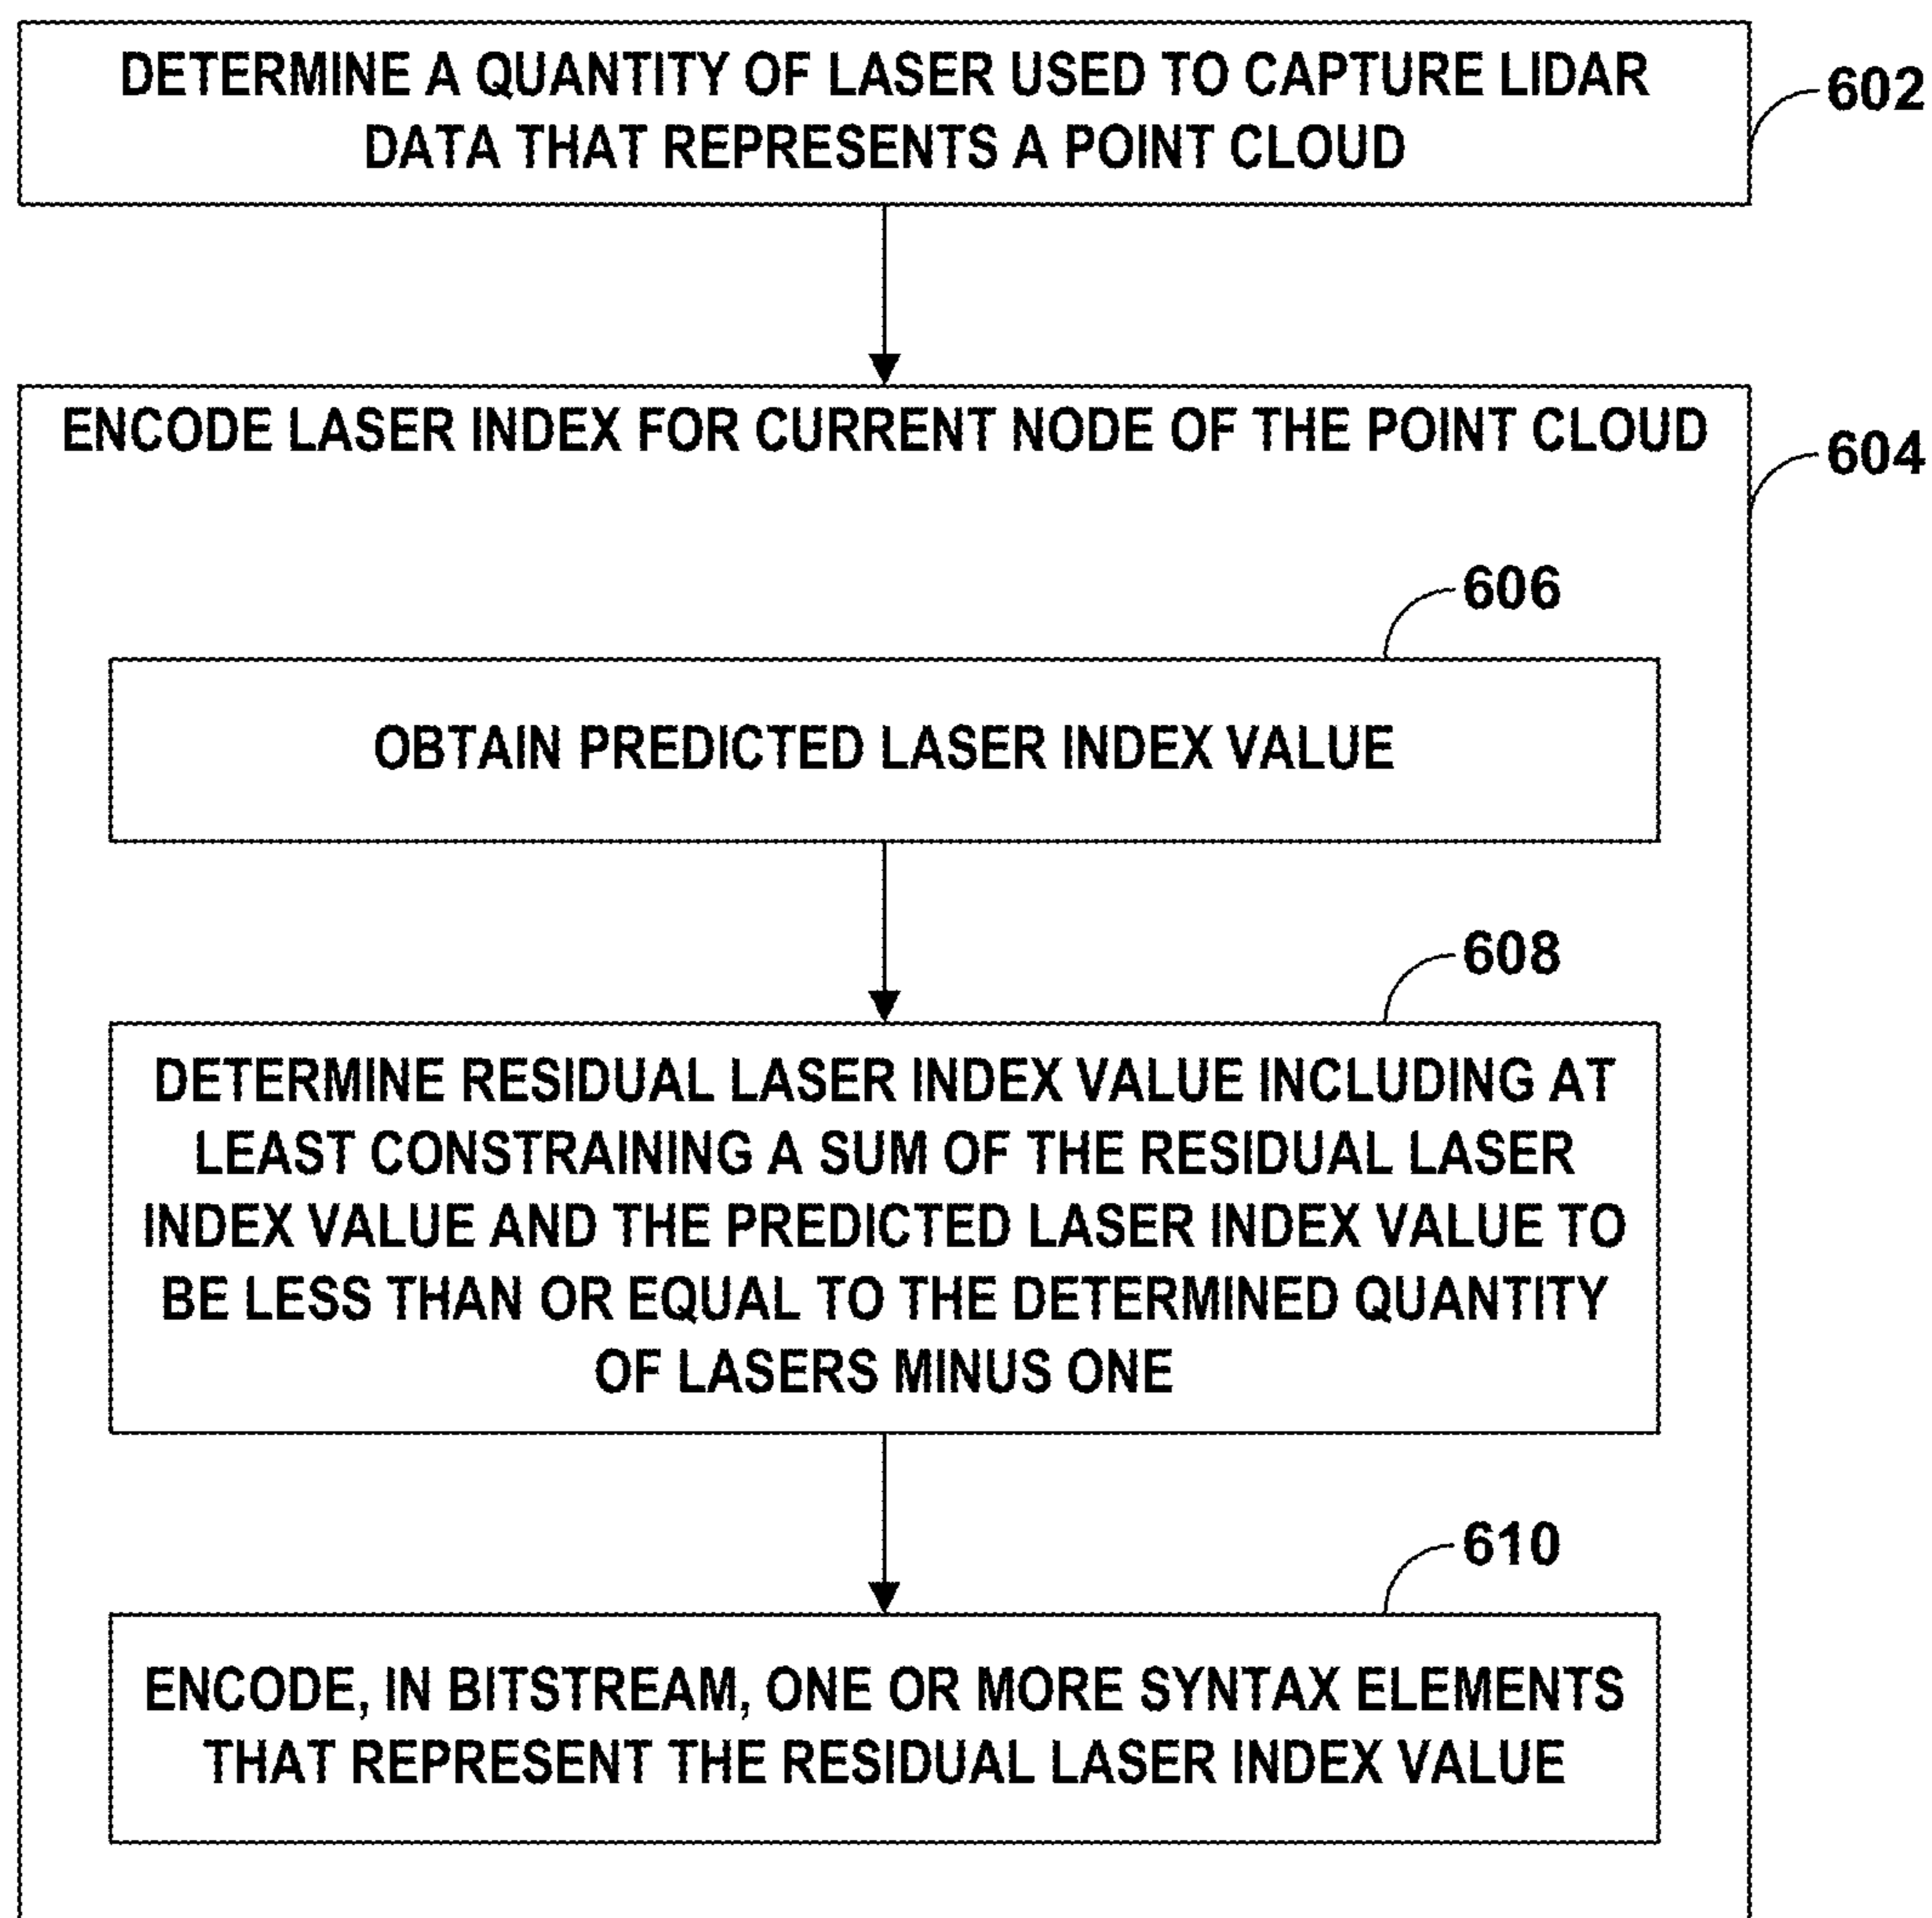 DETERMINE A QUANTITY OF LASER USED TO CAPTURE LIDAR
DATA THAT REPRESENTS A POINT CLOUD
602
ENCODE LASER INDEX FOR CURRENT NODE OF THE POINT CLOUD
604
606
OBTAIN PREDICTED LASER INDEX VALUE
608
DETERMINE RESIDUAL LASER INDEX VALUE INCLUDING AT
LEAST CONSTRAINING A SUM OF THE RESIDUAL LASER
INDEX VALUE AND THE PREDICTED LASER INDEX VALUE TO
BE LESS THAN OR EQUAL TO THE DETERMINED QUANTITY
OF LASERS MINUS ONE
610
ENCODE, IN BITSTREAM, ONE OR MORE SYNTAX ELEMENTS
THAT REPRESENT THE RESIDUAL LASER INDEX VALUE